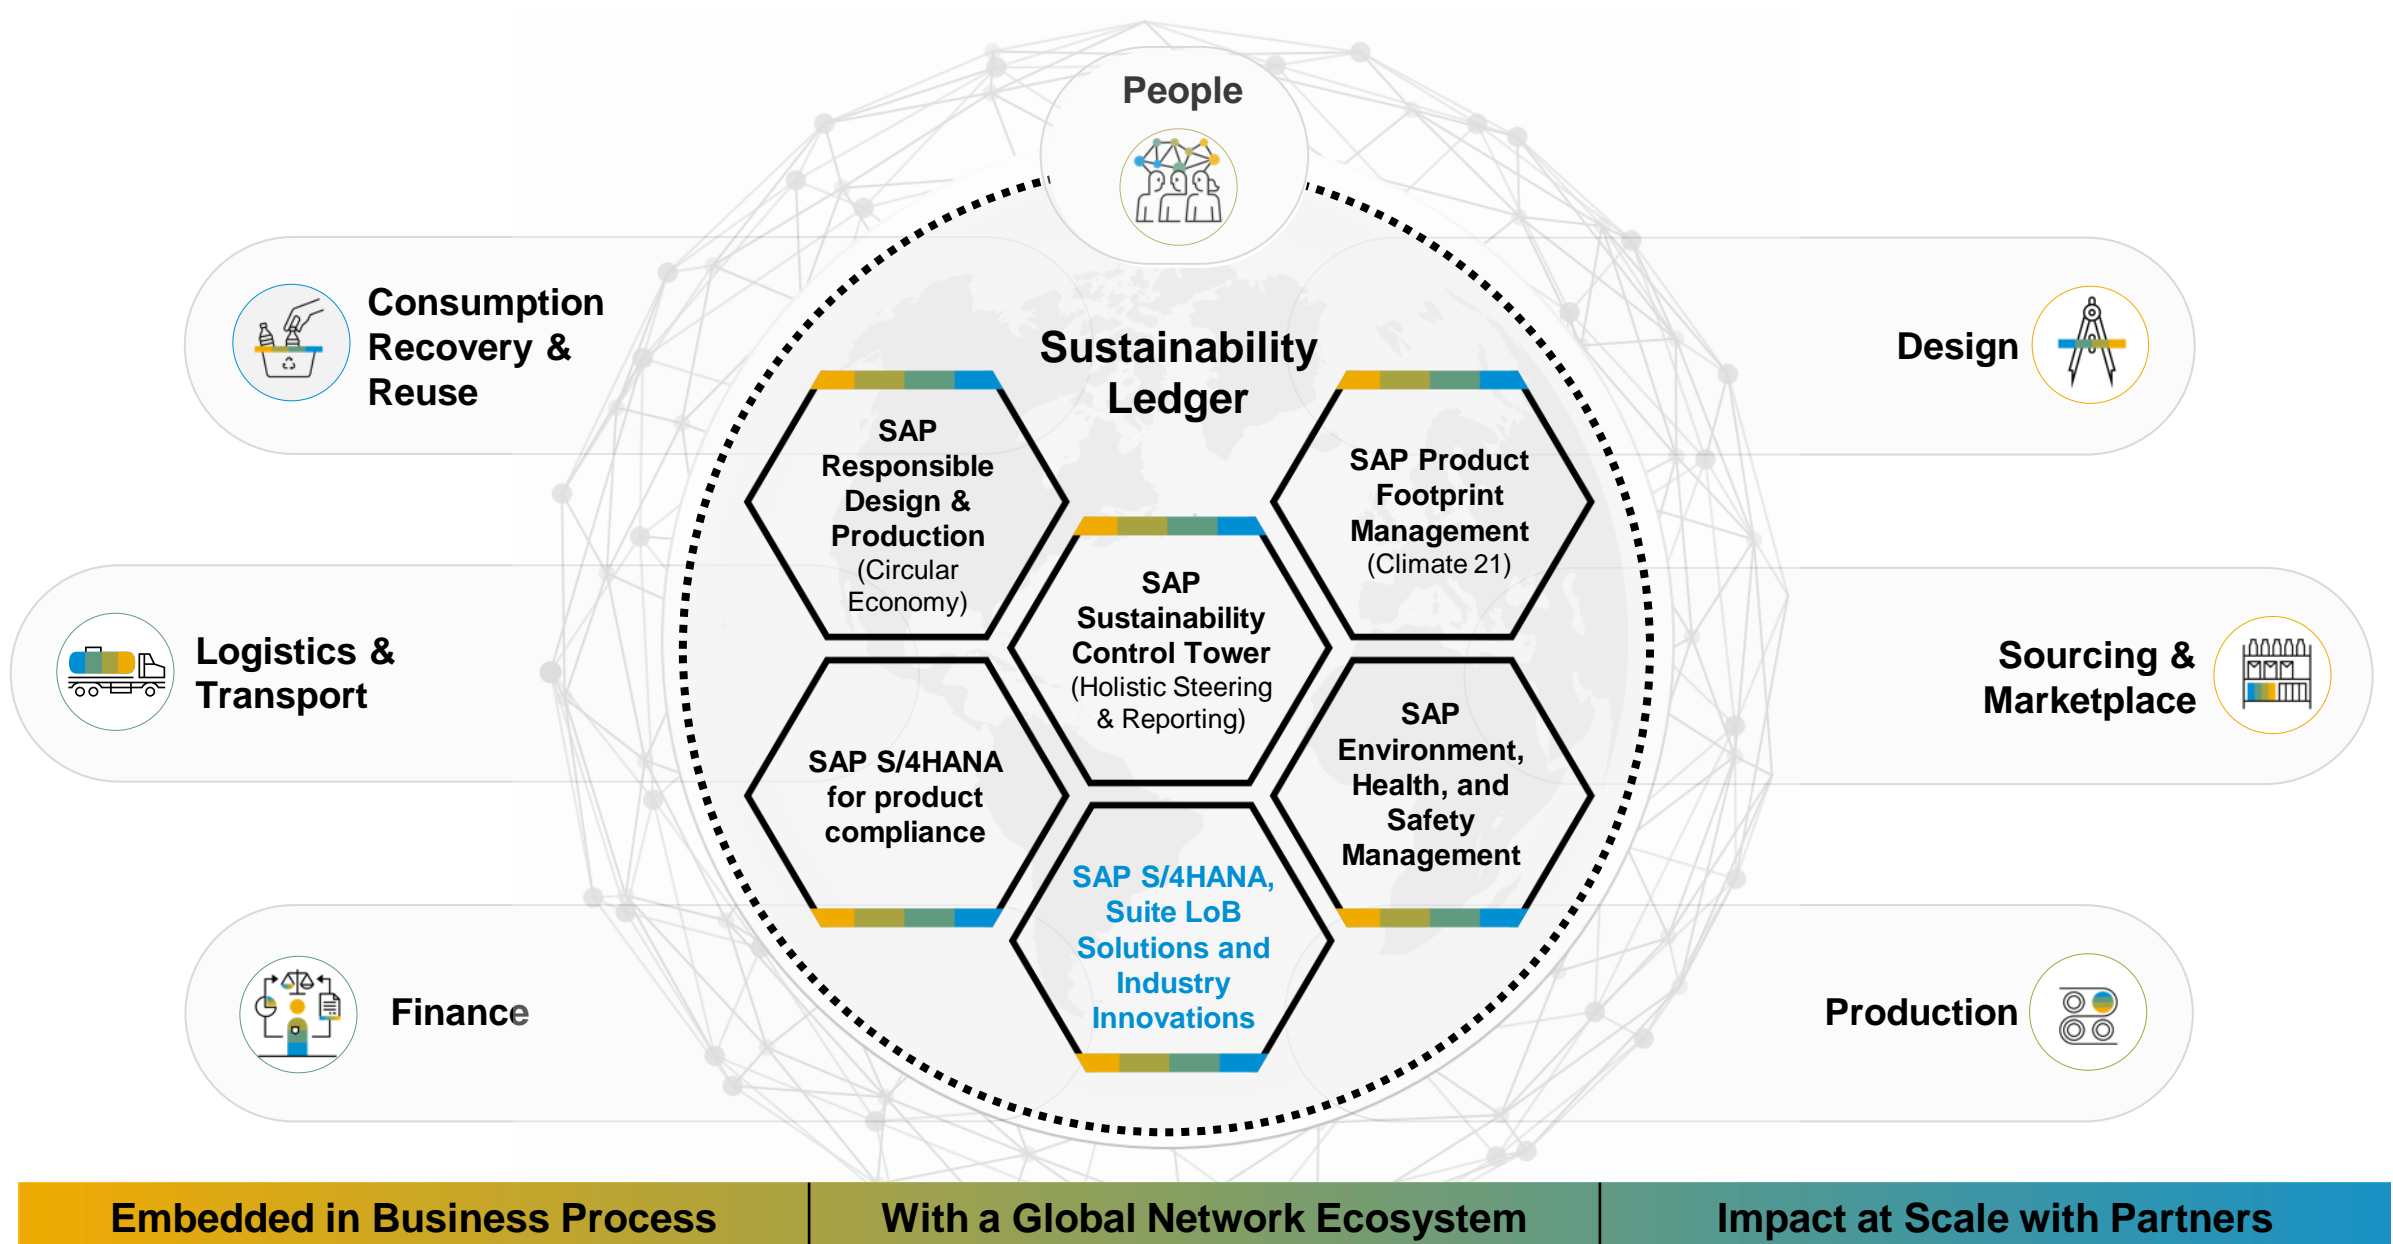 People
Consumption
Recovery &
Reuse
Design
Sustainability
Ledger
SAP
Responsible
Design &
Production
(Circular
Economy)
SAP Product
Footprint
Management
(Climate 21)
SAP
Sustainability
Control Tower
(Holistic Steering
& Reporting)
Logistics &
Transport
Sourcing &
Marketplace
SAP S/4HANA
for product
compliance
SAP
Environment,
Health, and
Safety
Management
SAP S/4HANA,
Suite LoB
Solutions and
Industry
Innovations
Finance
Production
Embedded in Business Process
With a Global Network Ecosystem
Impact at Scale with Partners